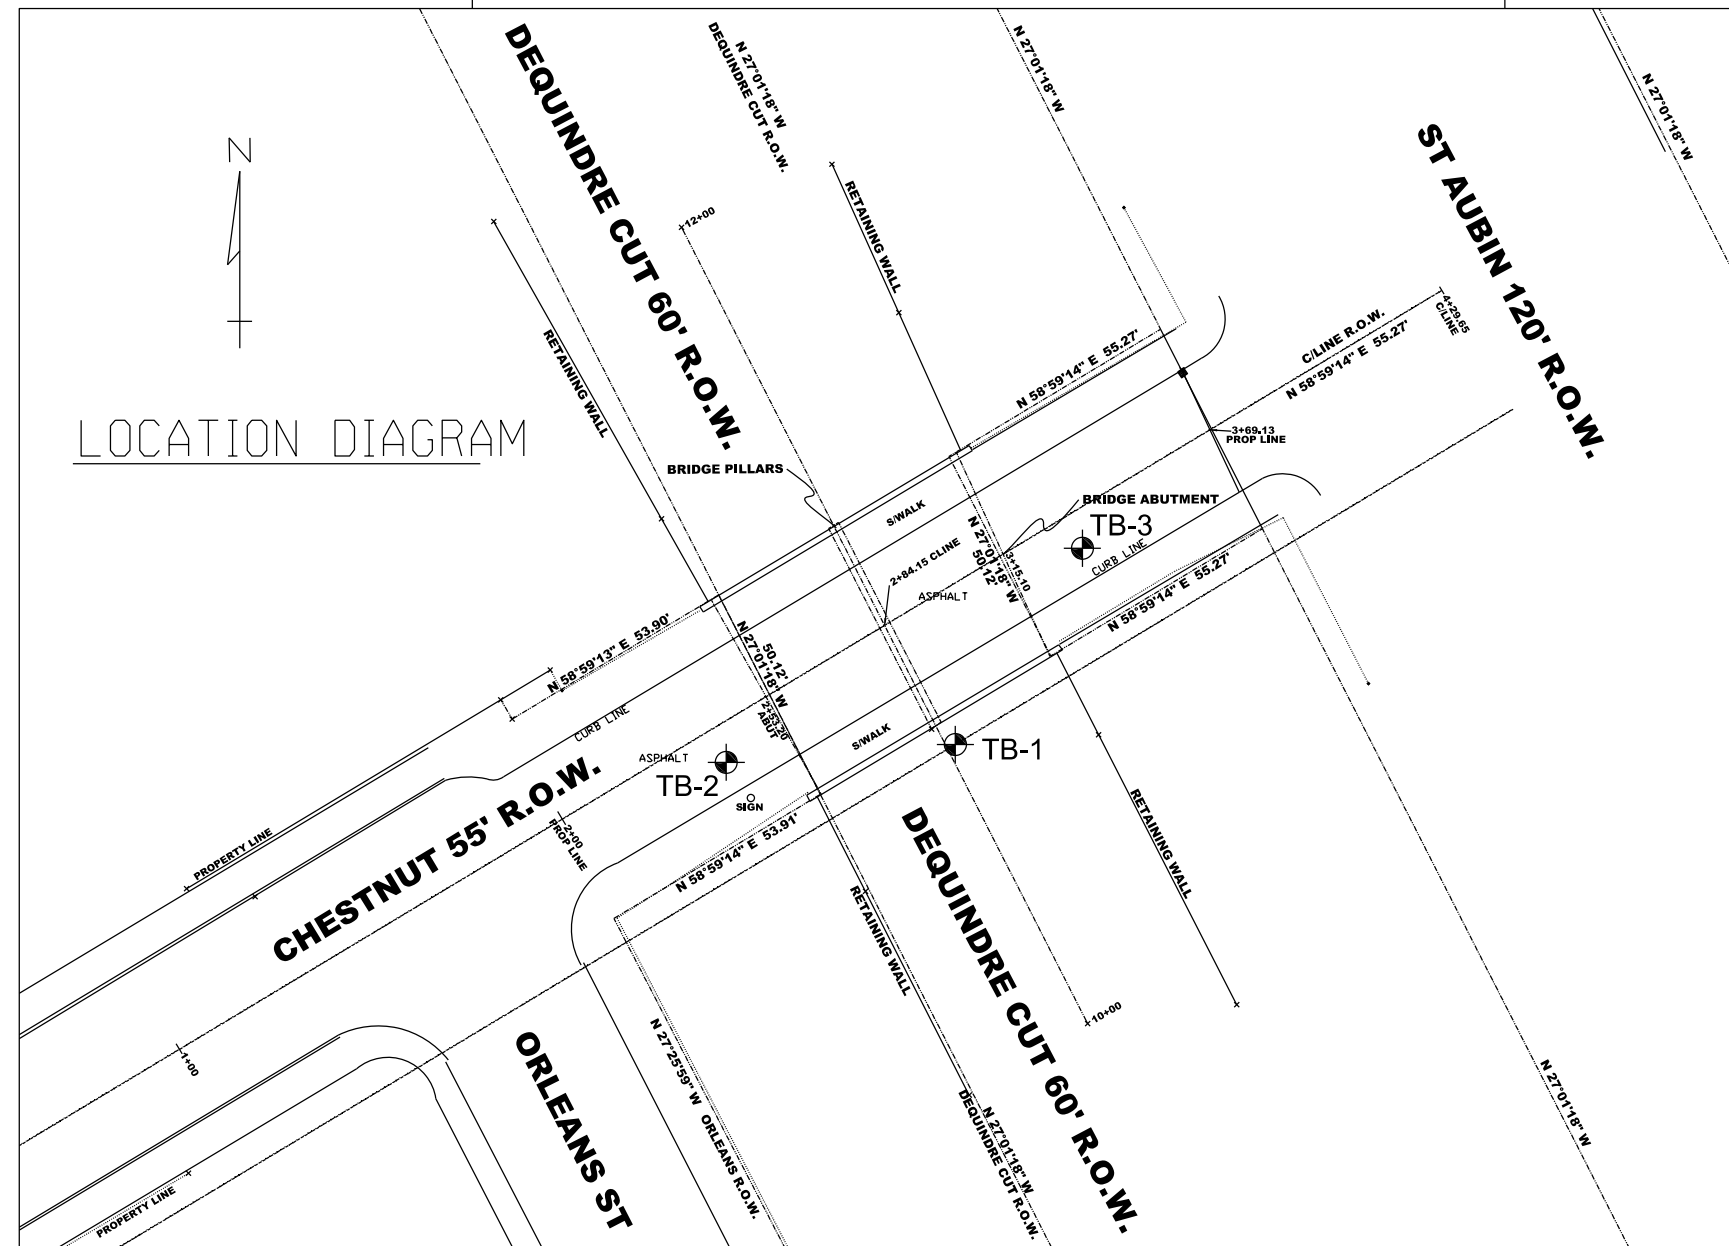 DEQUINDRE CUT 60' R.O.W.
N 27°01'18" W
DEQUINDRE CUT R.O.W.
N 27°01'18" W
N 27°01'18" W
ST AUBIN 120' R.O.W.
N
LOCATION DIAGRAM
12+00
RETAINING WALL
RETAINING WALL
N 58°59'14" E 55.27'
C/LINE R.O.W.
N 58°59'14" E 55.27'
4+29.65
C/LINE
3+69.13
PROP LINE
BRIDGE PILLARS
BRIDGE ABUTMENT
S/WALK
TB-3
CURB LINE
2+84.15 CLINE
N 27°01'18" W
50.12'
3+15.10
ASPHALT
N 58°59'14" E 55.27'
N 58°59'13" E 53.90'
50.12'
N 27°01'18" W
2+53.20
ABUT
CURB LINE
ASPHALT
TB-2
SIGN
S/WALK
TB-1
N 58°59'14" E 53.91'
CHESTNUT 55' R.O.W.
2+00
PROP LINE
PROPERTY LINE
RETAINING WALL
RETAINING WALL
DEQUINDRE CUT 60' R.O.W.
10+00
1+00
ORLEANS ST
N 27°25'59" W ORLEANS R.O.W.
N 27°01'18" W
DEQUINDRE CUT R.O.W.
N 27°01'18" W
PROPERTY LINE